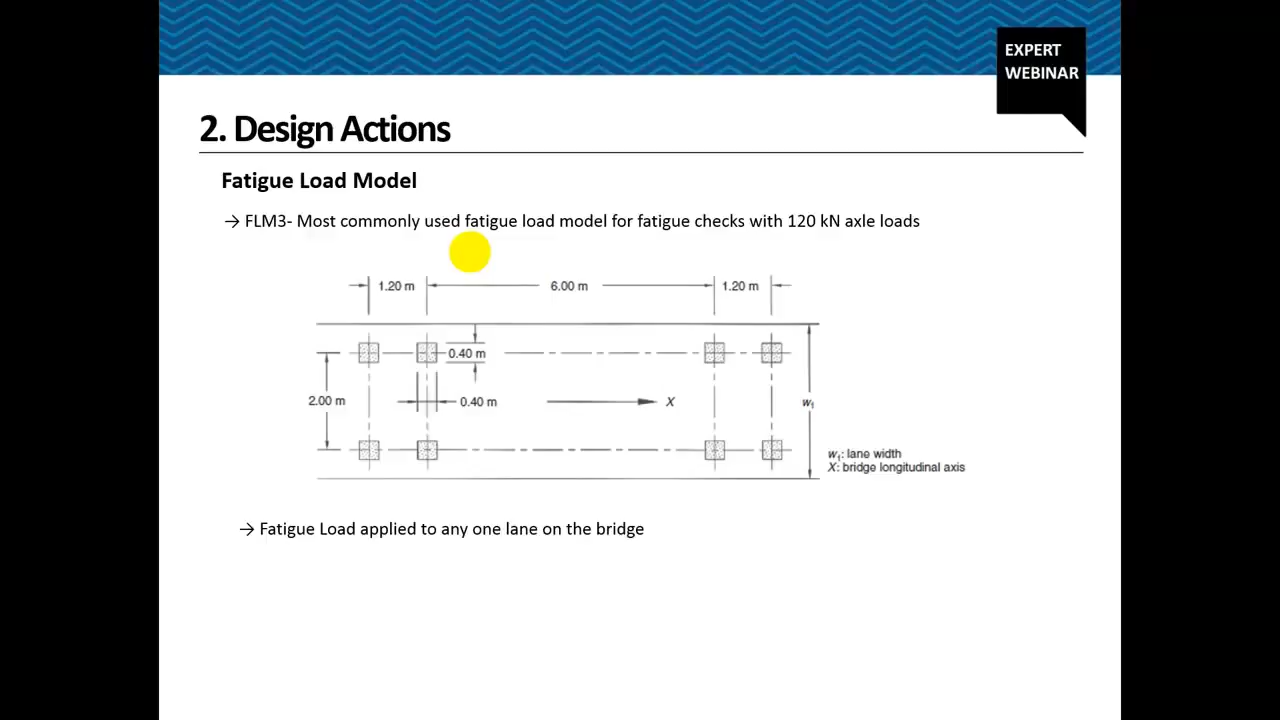 EXPERT
WEBINAR
2. Design Actions
Fatigue Load Model
→ FLM3- Most commonly used fatigue load model for fatigue checks with 120 kN axle loads
1.20 m
6.00 m
1.20 m
0.40 m
2.00 m
0.40 m
X
w₁
w₁: lane width
X: bridge longitudinal axis
→ Fatigue Load applied to any one lane on the bridge